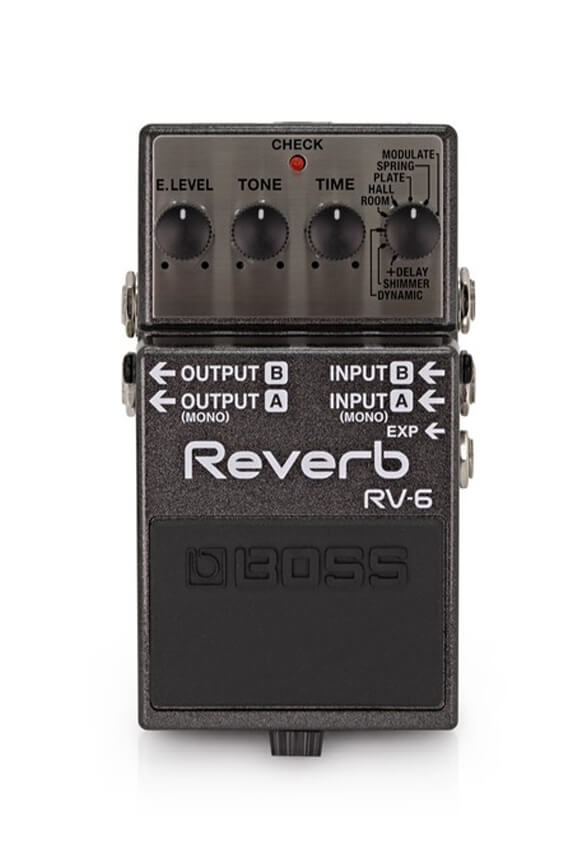 CHECK
E.LEVEL TONE TIME
MODULATE
SPRING
PLATE
HALL
ROOM
+DELAY
SHIMMER
DYNAMIC
← OUTPUT B INPUT B ←
← OUTPUT A INPUT A ←
(MONO) (MONO)
EXP ←
Reverb
RV-6
BOSS